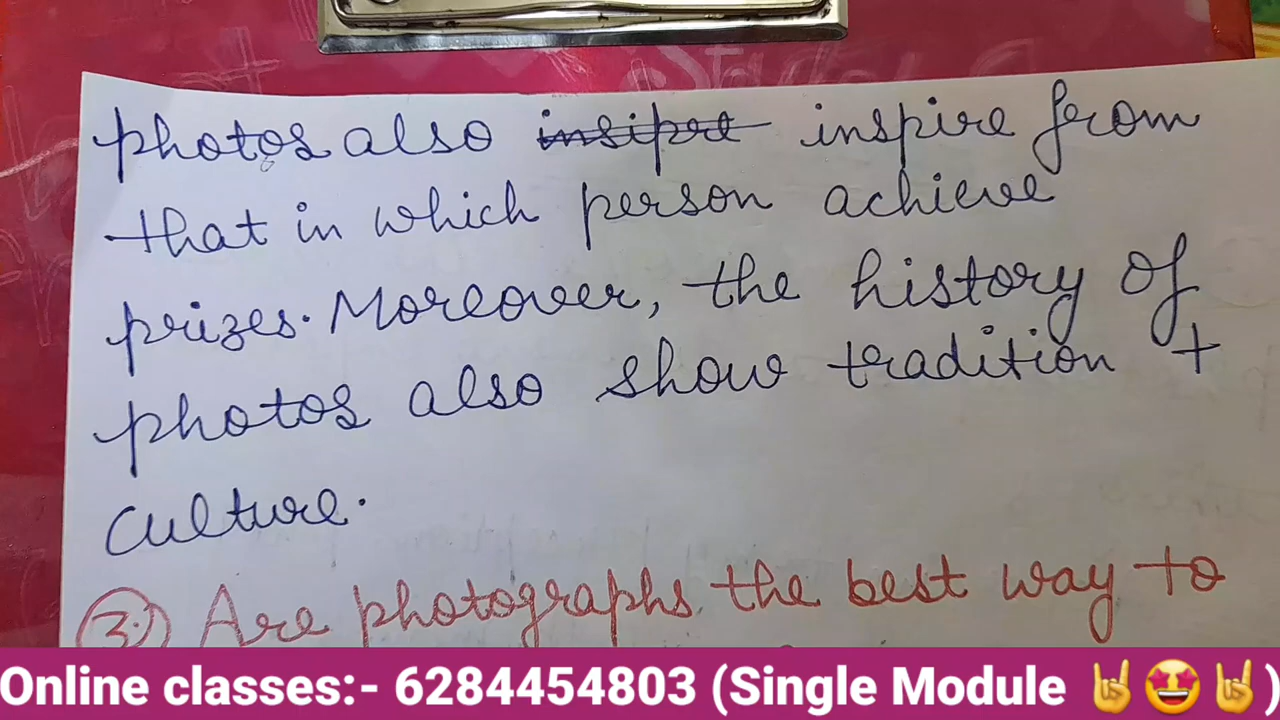 photos also insipre inspire from
that in which person achieve
prizes. Moreover, the history of
photos also show tradition +
culture.
3. Are photographs the best way to
Online classes:- 6284454803 (Single Module 🤘🤩🤘)